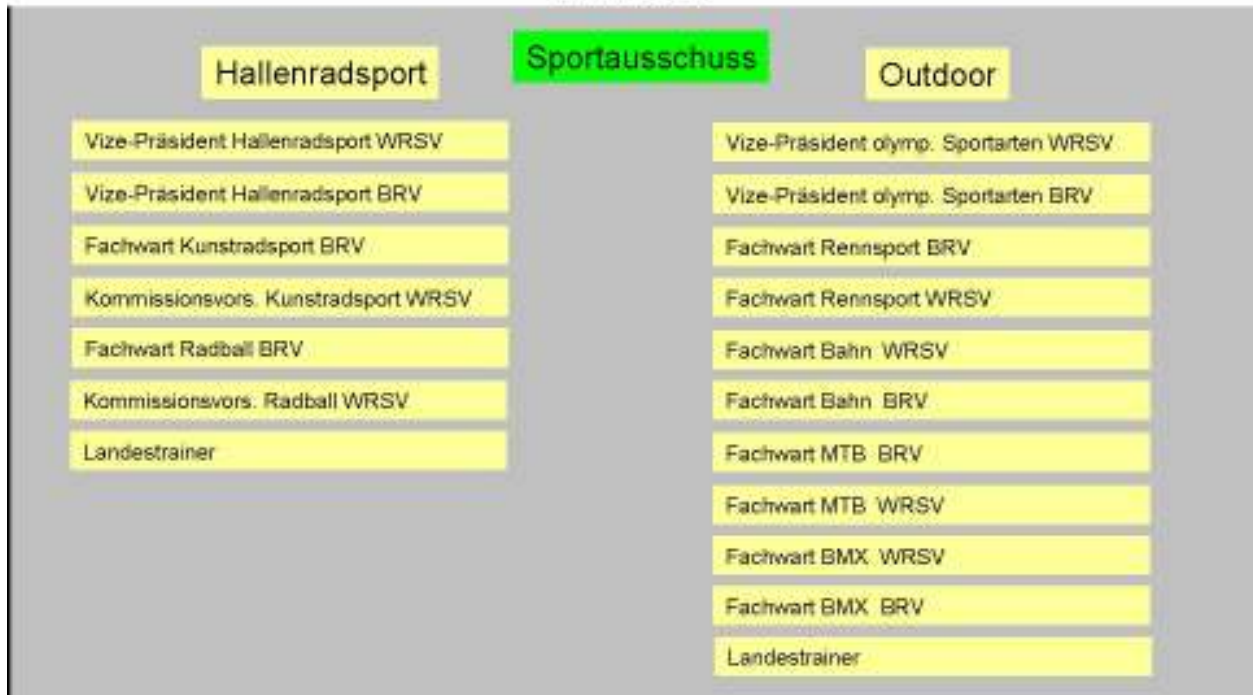 Sportausschuss
Hallenradsport
Vize-Präsident Hallenradsport WRSV
Vize-Präsident Hallenradsport BRV
Fachwart Kunstradsport BRV
Kommissionsvors. Kunstradsport WRSV
Fachwart Radball BRV
Kommissionsvors. Radball WRSV
Landestrainer
Outdoor
Vize-Präsident olymp. Sportarten WRSV
Vize-Präsident olymp. Sportarten BRV
Fachwart Rennsport BRV
Fachwart Rennsport WRSV
Fachwart Bahn WRSV
Fachwart Bahn BRV
Fachwart MTB BRV
Fachwart MTB WRSV
Fachwart BMX WRSV
Fachwart BMX BRV
Landestrainer